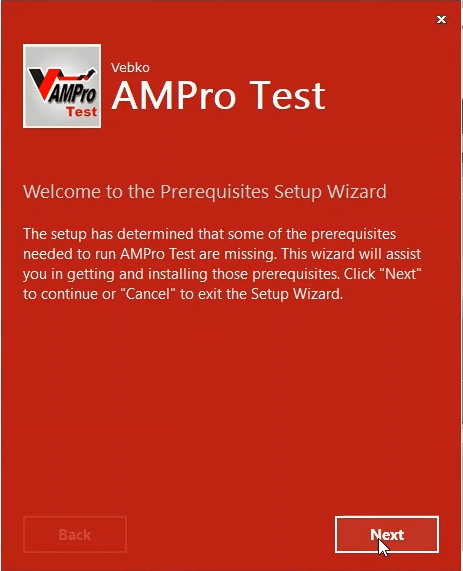 Vebko
AMPro Test
VAMPro
Test
Welcome to the Prerequisites Setup Wizard
The setup has determined that some of the prerequisites
needed to run AMPro Test are missing. This wizard will assist
you in getting and installing those prerequisites. Click "Next"
to continue or "Cancel" to exit the Setup Wizard.
Back
Next